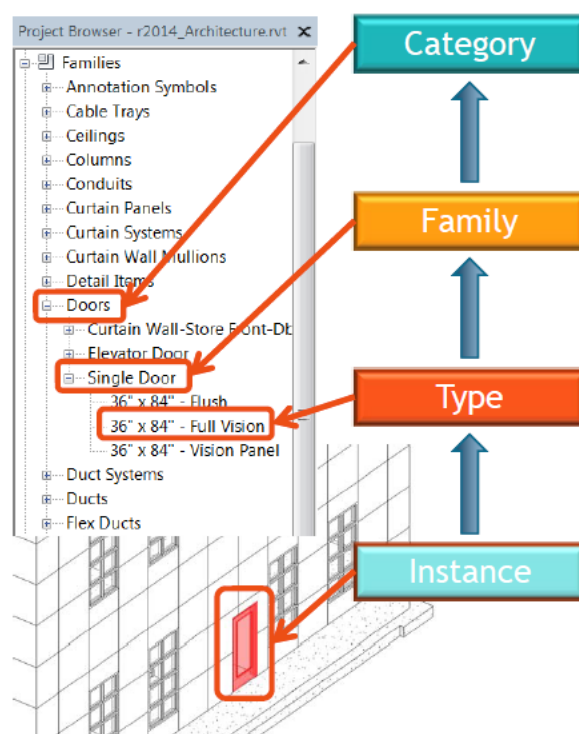 Project Browser - r2014_Architecture.rvt
Category
Families
Annotation Symbols
Cable Trays
Ceilings
Columns
Conduits
Family
Curtain Panels
Curtain Systems
Curtain Wall Mullions
Detail Items
Doors
Curtain Wall-Store Front-Db
Elevator Door
Single Door
Type
36" x 84" - Flush
36" x 84" - Full Vision
36" x 84" - Vision Panel
Duct Systems
Ducts
Flex Ducts
Instance